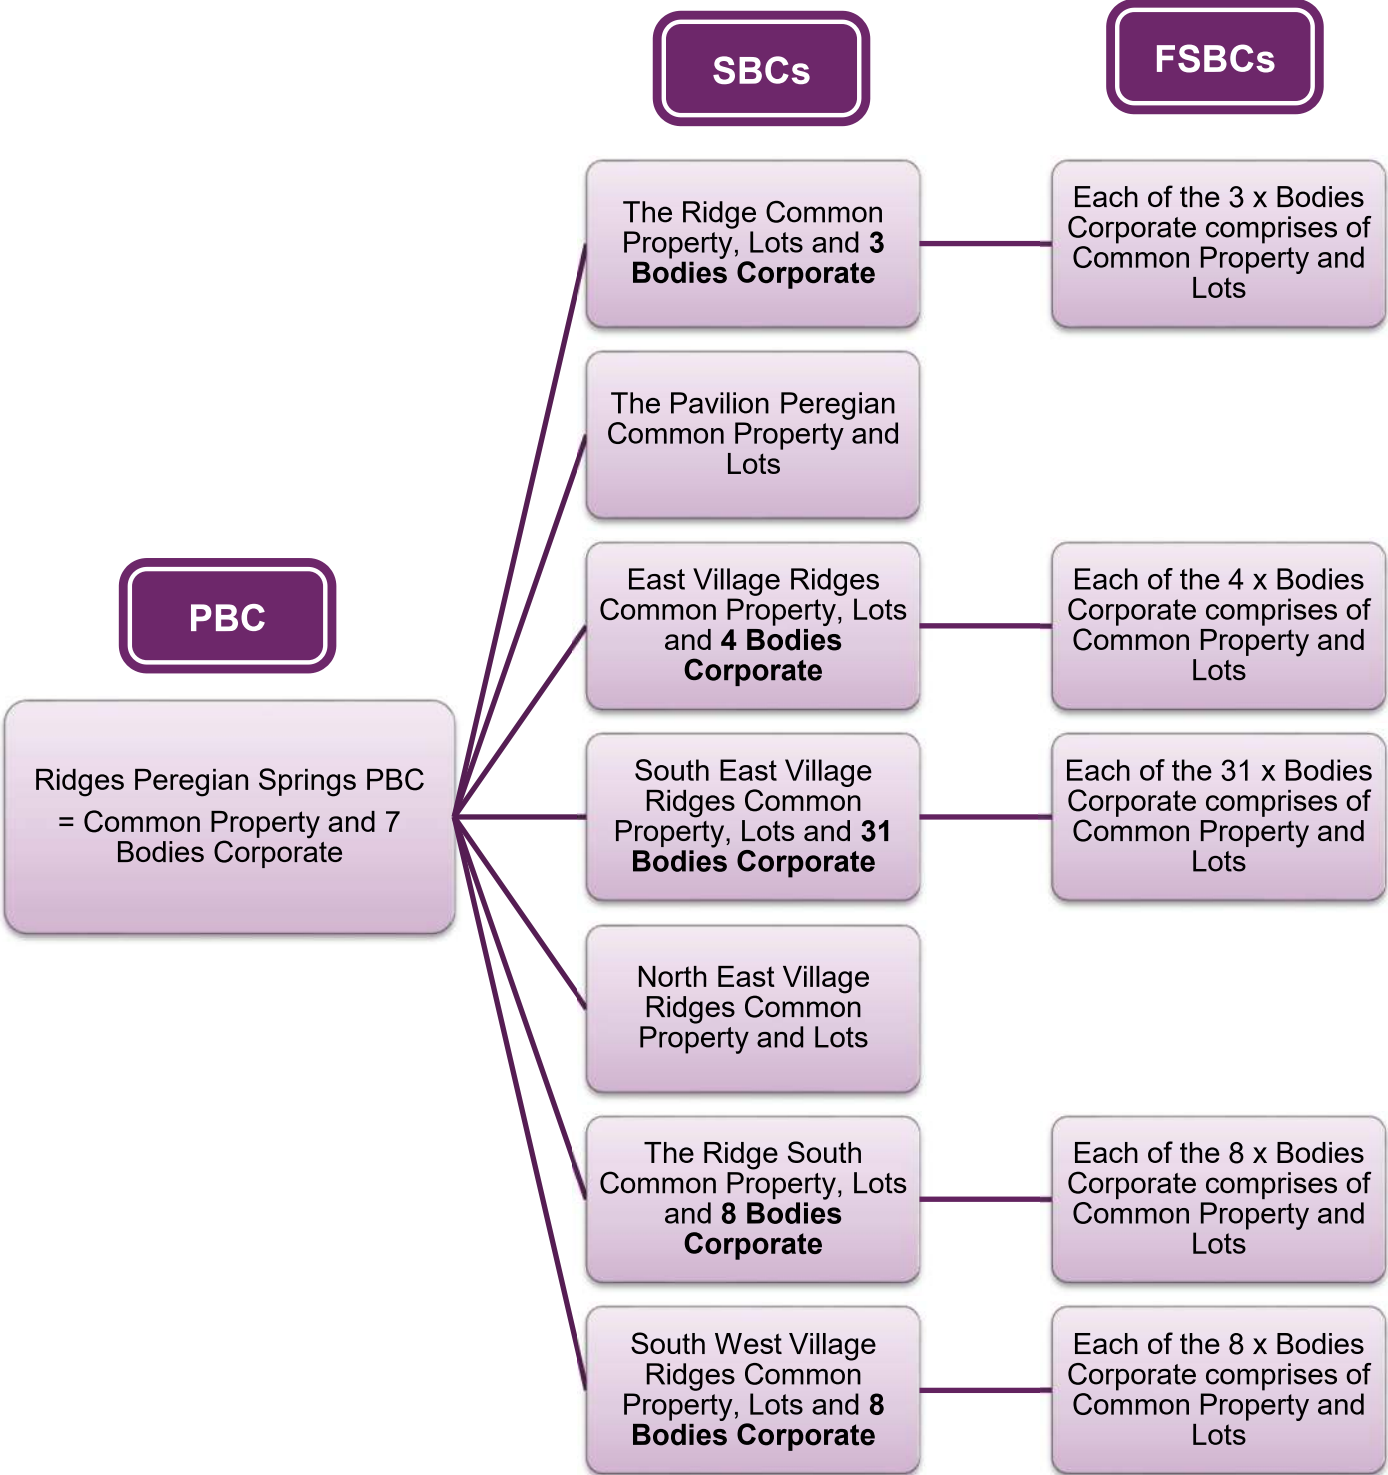 SBCs
FSBCs
The Ridge Common
Property, Lots and 3
Bodies Corporate
Each of the 3 x Bodies
Corporate comprises of
Common Property and
Lots
The Pavilion Peregian
Common Property and
Lots
PBC
Ridges Peregian Springs PBC
= Common Property and 7
Bodies Corporate
East Village Ridges
Common Property, Lots
and 4 Bodies
Corporate
Each of the 4 x Bodies
Corporate comprises of
Common Property and
Lots
South East Village
Ridges Common
Property, Lots and 31
Bodies Corporate
Each of the 31 x Bodies
Corporate comprises of
Common Property and
Lots
North East Village
Ridges Common
Property and Lots
The Ridge South
Common Property, Lots
and 8 Bodies
Corporate
Each of the 8 x Bodies
Corporate comprises of
Common Property and
Lots
South West Village
Ridges Common
Property, Lots and 8
Bodies Corporate
Each of the 8 x Bodies
Corporate comprises of
Common Property and
Lots